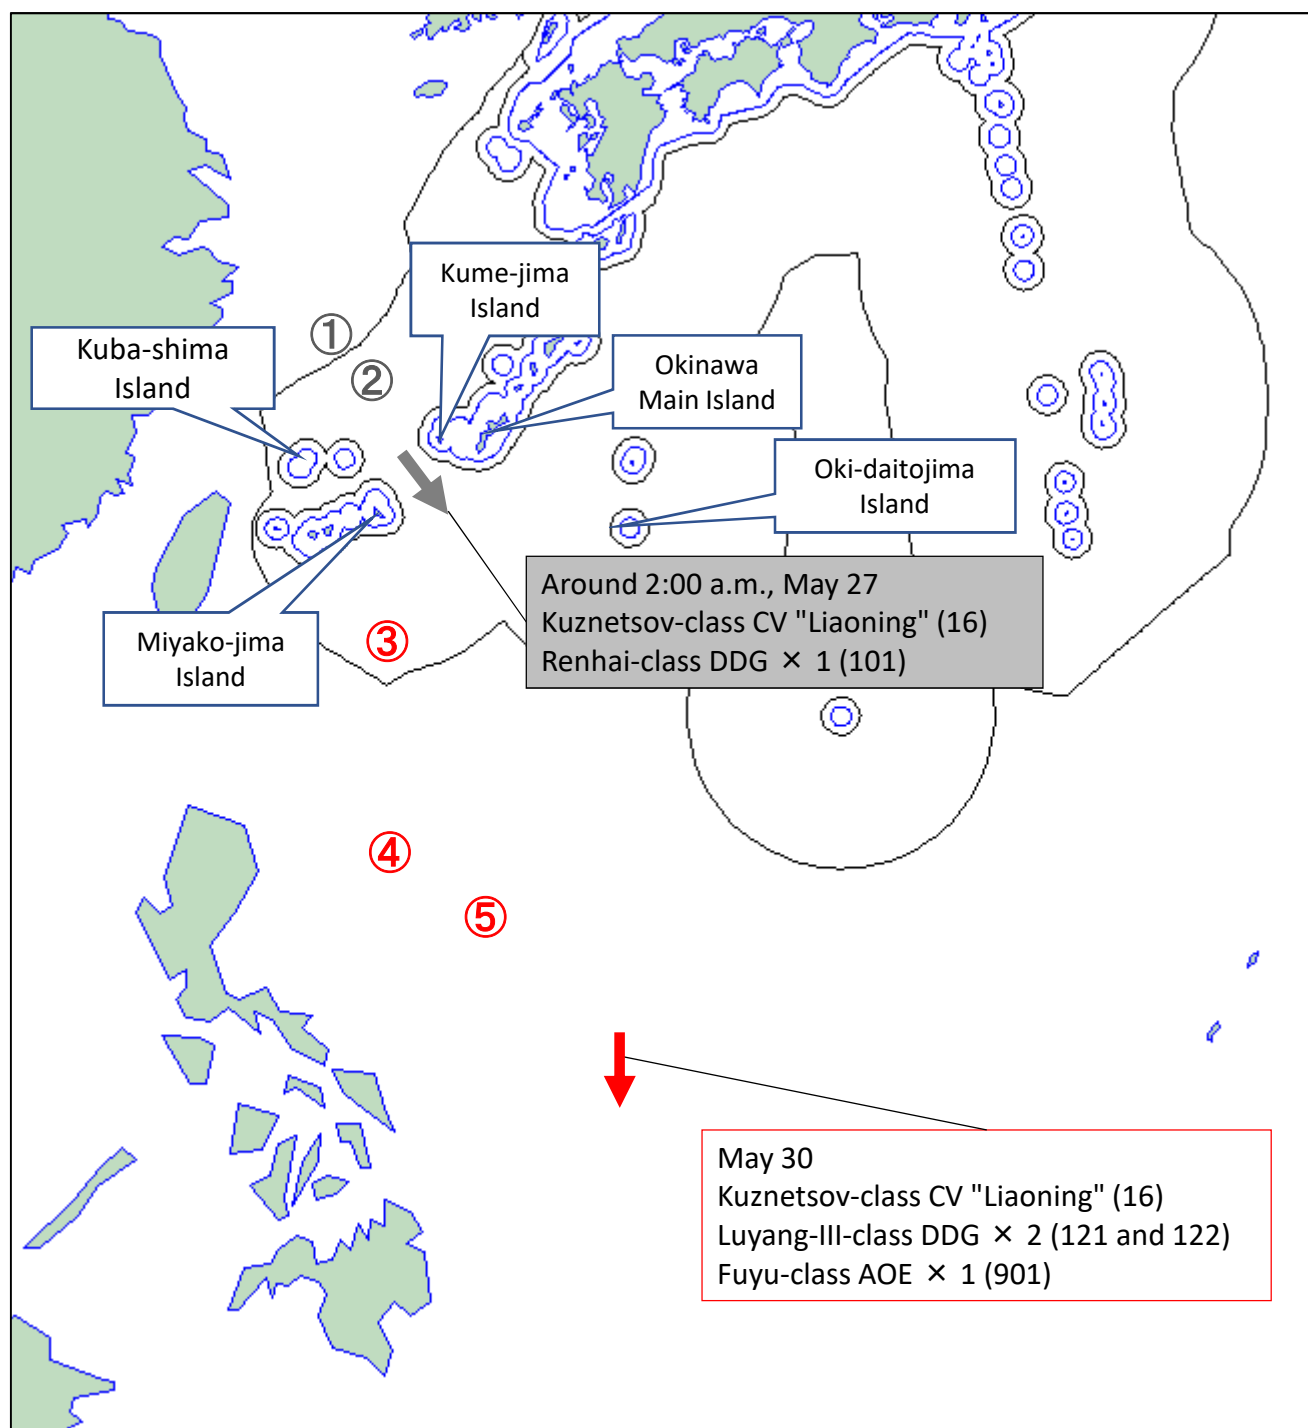 Kume-jima
Island
①
Kuba-shima
Island
②
Okinawa
Main Island
Oki-daitojima
Island
Around 2:00 a.m., May 27
Kuznetsov-class CV "Liaoning" (16)
Renhai-class DDG × 1 (101)
Miyako-jima
Island
③
④
⑤
May 30
Kuznetsov-class CV "Liaoning" (16)
Luyang-III-class DDG × 2 (121 and 122)
Fuyu-class AOE × 1 (901)